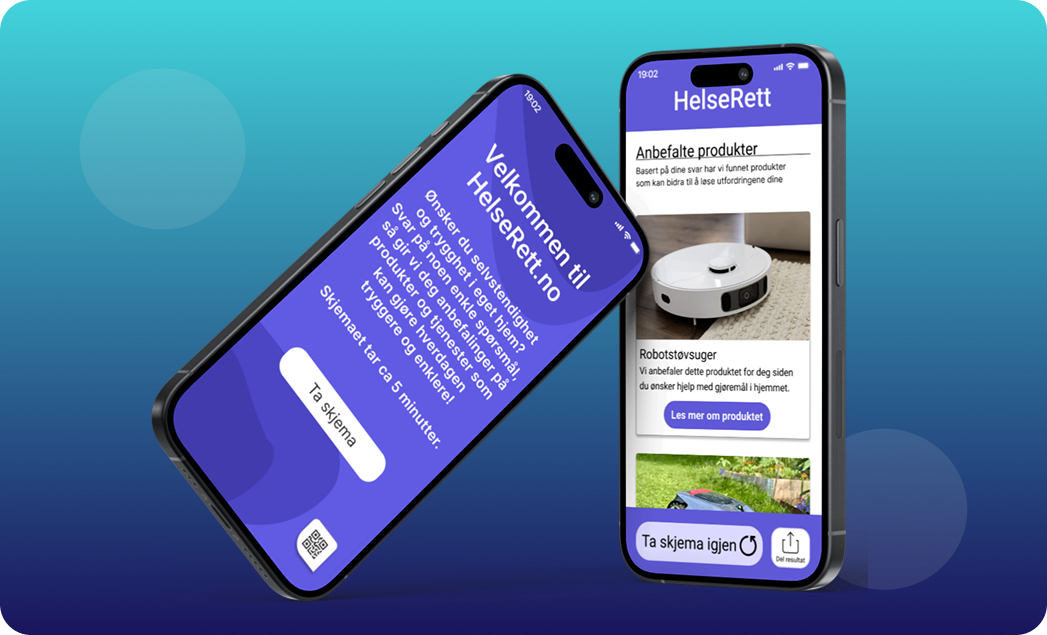 19:02
Velkommen til
HelseRett.no
Ønsker du selvstendighet
og trygghet i eget hjem?
Svar på noen enkle spørsmål,
så gir vi deg anbefalinger på
produkter og tjenester som
kan gjøre hverdagen
tryggere og enklere!
Skjemaet tar ca 5 minutter.
Ta skjema
19:02
HelseRett
Anbefalte produkter
Basert på dine svar har vi funnet produkter
som kan bidra til å løse utfordringene dine
Robotstøvsuger
Vi anbefaler dette produktet for deg siden
du ønsker hjelp med gjøremål i hjemmet.
Les mer om produktet
Ta skjema igjen
Del resultat